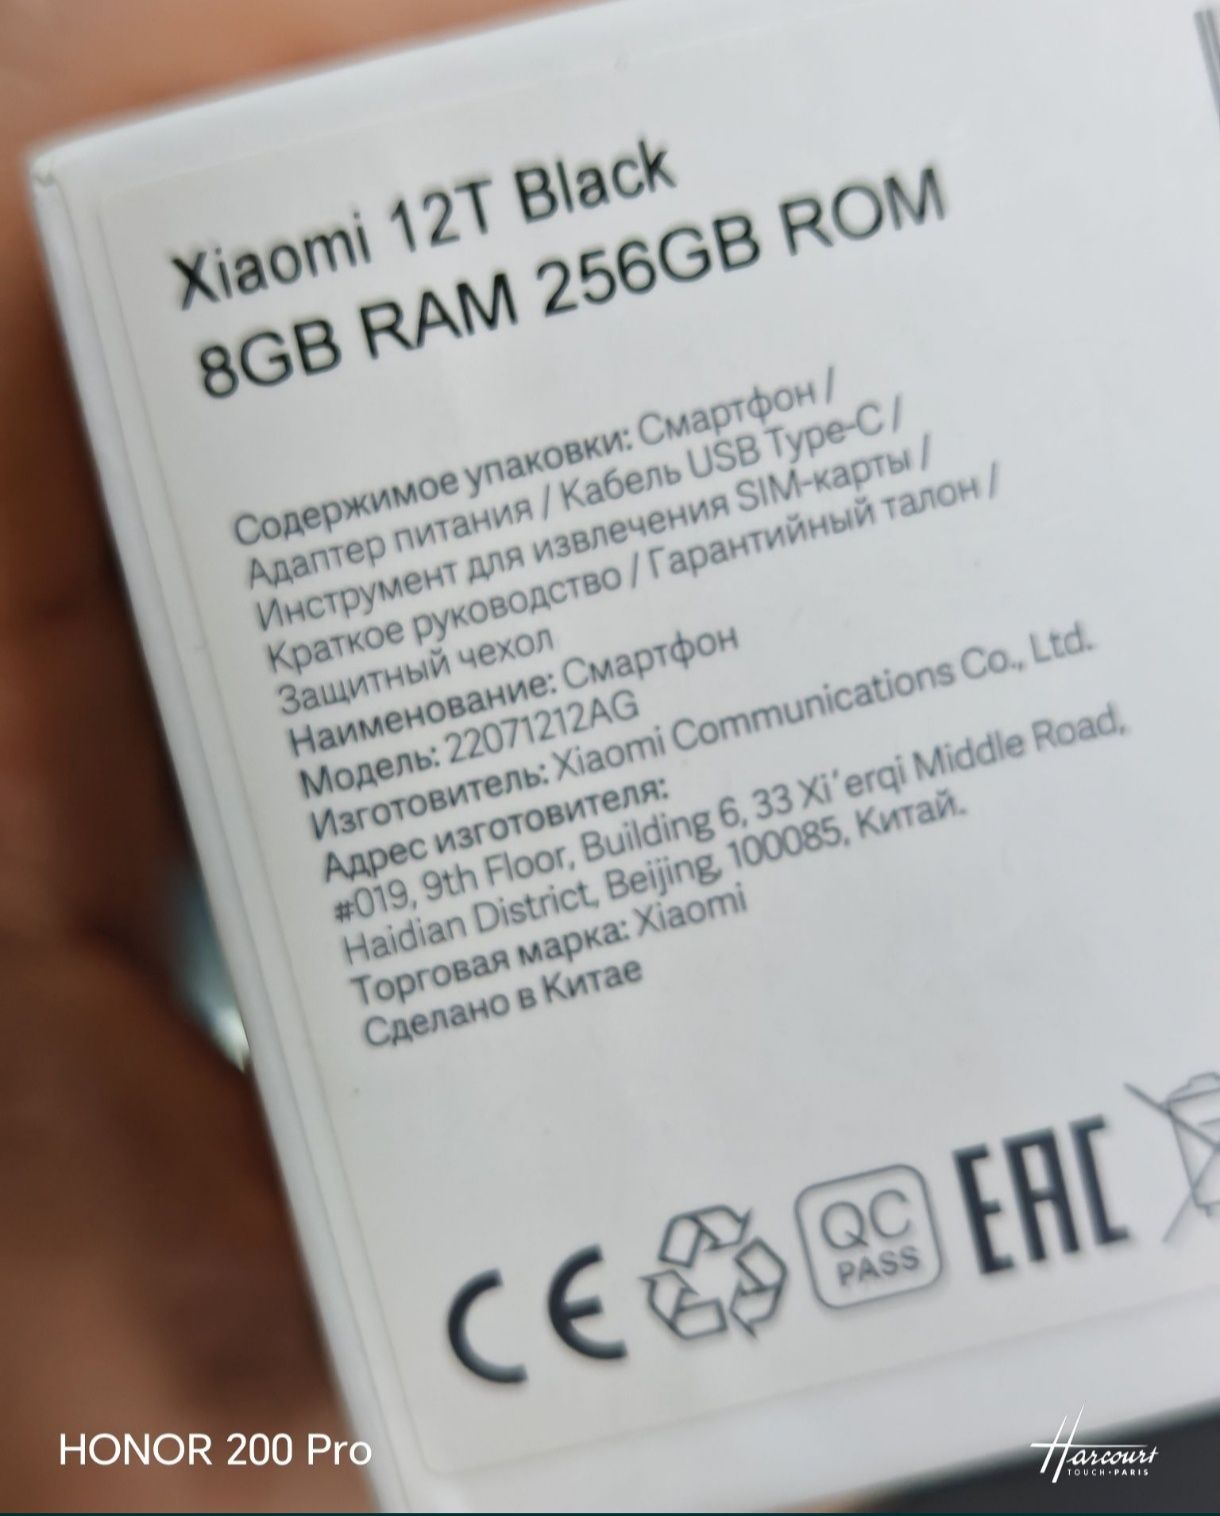 Xiaomi 12T Black
8GB RAM 256GB ROM
Содержимое упаковки: Смартфон /
Адаптер питания / Кабель USB Type-C /
Инструмент для извлечения SIM-карты /
Краткое руководство / Гарантийный талон /
Защитный чехол
Наименование: Смартфон
Модель: 22071212AG
Изготовитель: Xiaomi Communications Co., Ltd.
Адрес изготовителя:
#019, 9th Floor, Building 6, 33 Xi'erqi Middle Road,
Haidian District, Beijing, 100085, Китай.
Торговая марка: Xiaomi
Сделано в Китае
CE
QC
PASS
EAC
HONOR 200 Pro
Harcourt
TOUCH·PARIS